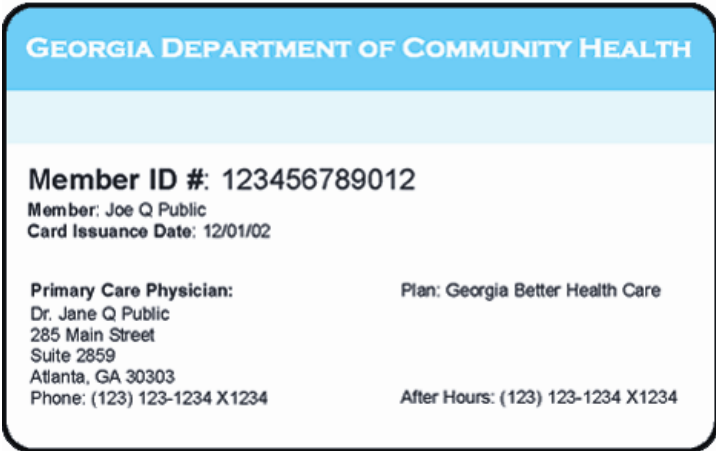 GEORGIA DEPARTMENT OF COMMUNITY HEALTH
Member ID #: 123456789012
Member: Joe Q Public
Card Issuance Date: 12/01/02
Primary Care Physician:
Dr. Jane Q Public
285 Main Street
Suite 2859
Atlanta, GA 30303
Phone: (123) 123-1234 X1234
Plan: Georgia Better Health Care
After Hours: (123) 123-1234 X1234